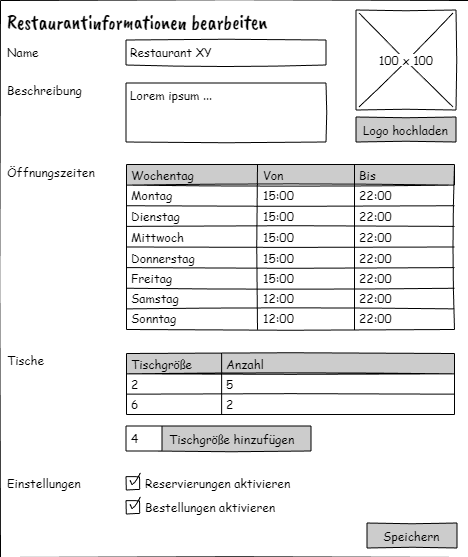 Restaurantinformationen bearbeiten
Name
Restaurant XY
100 x 100
Beschreibung
Lorem ipsum ...
Logo hochladen
Öffnungszeiten
Wochentag Von Bis
Montag 15:00 22:00
Dienstag 15:00 22:00
Mittwoch 15:00 22:00
Donnerstag 15:00 22:00
Freitag 15:00 22:00
Samstag 12:00 22:00
Sonntag 12:00 22:00
Tische
Tischgröße Anzahl
2 5
6 2
4 Tischgröße hinzufügen
Einstellungen
Reservierungen aktivieren
Bestellungen aktivieren
Speichern